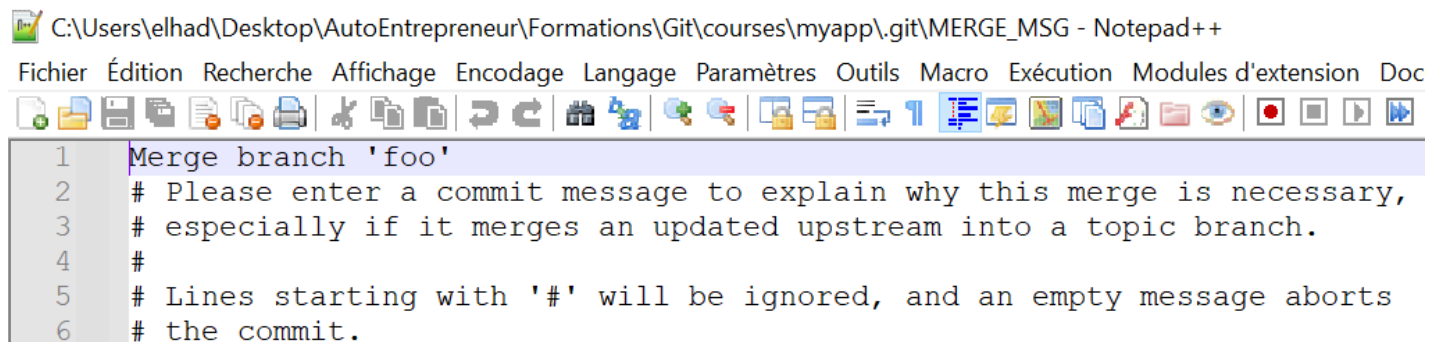 C:\Users\elhad\Desktop\AutoEntrepreneur\Formations\Git\courses\myapp\.git\MERGE_MSG - Notepad++
Fichier Édition Recherche Affichage Encodage Langage Paramètres Outils Macro Exécution Modules d'extension Doc
1 Merge branch 'foo'
2 # Please enter a commit message to explain why this merge is necessary,
3 # especially if it merges an updated upstream into a topic branch.
4 #
5 # Lines starting with '#' will be ignored, and an empty message aborts
6 # the commit.